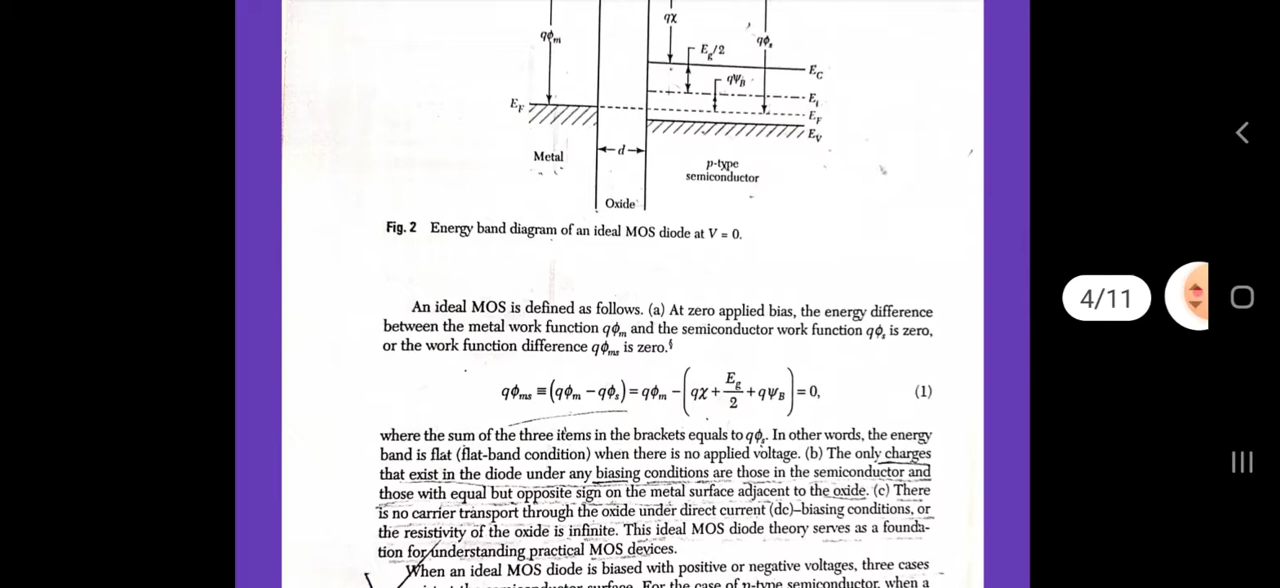 qχ
qϕm
qϕs
Eg/2
qΨB
EC
Ei
EF
EF
EV
d
Metal
p-type
semiconductor
Oxide
Fig. 2 Energy band diagram of an ideal MOS diode at V = 0.
4/11
An ideal MOS is defined as follows. (a) At zero applied bias, the energy difference
between the metal work function qϕm and the semiconductor work function qϕs is zero,
or the work function difference qϕms is zero.§
qϕms ≡ (qϕm − qϕs) = qϕm − (qχ + Eg/2 + qψB) = 0, (1)
where the sum of the three items in the brackets equals to qϕs. In other words, the energy
band is flat (flat-band condition) when there is no applied voltage. (b) The only charges
that exist in the diode under any biasing conditions are those in the semiconductor and
those with equal but opposite sign on the metal surface adjacent to the oxide. (c) There
is no carrier transport through the oxide under direct current (dc)–biasing conditions, or
the resistivity of the oxide is infinite. This ideal MOS diode theory serves as a founda-
tion for understanding practical MOS devices.
When an ideal MOS diode is biased with positive or negative voltages, three cases
semiconductor surface. For the case of n-type semiconductor, when a